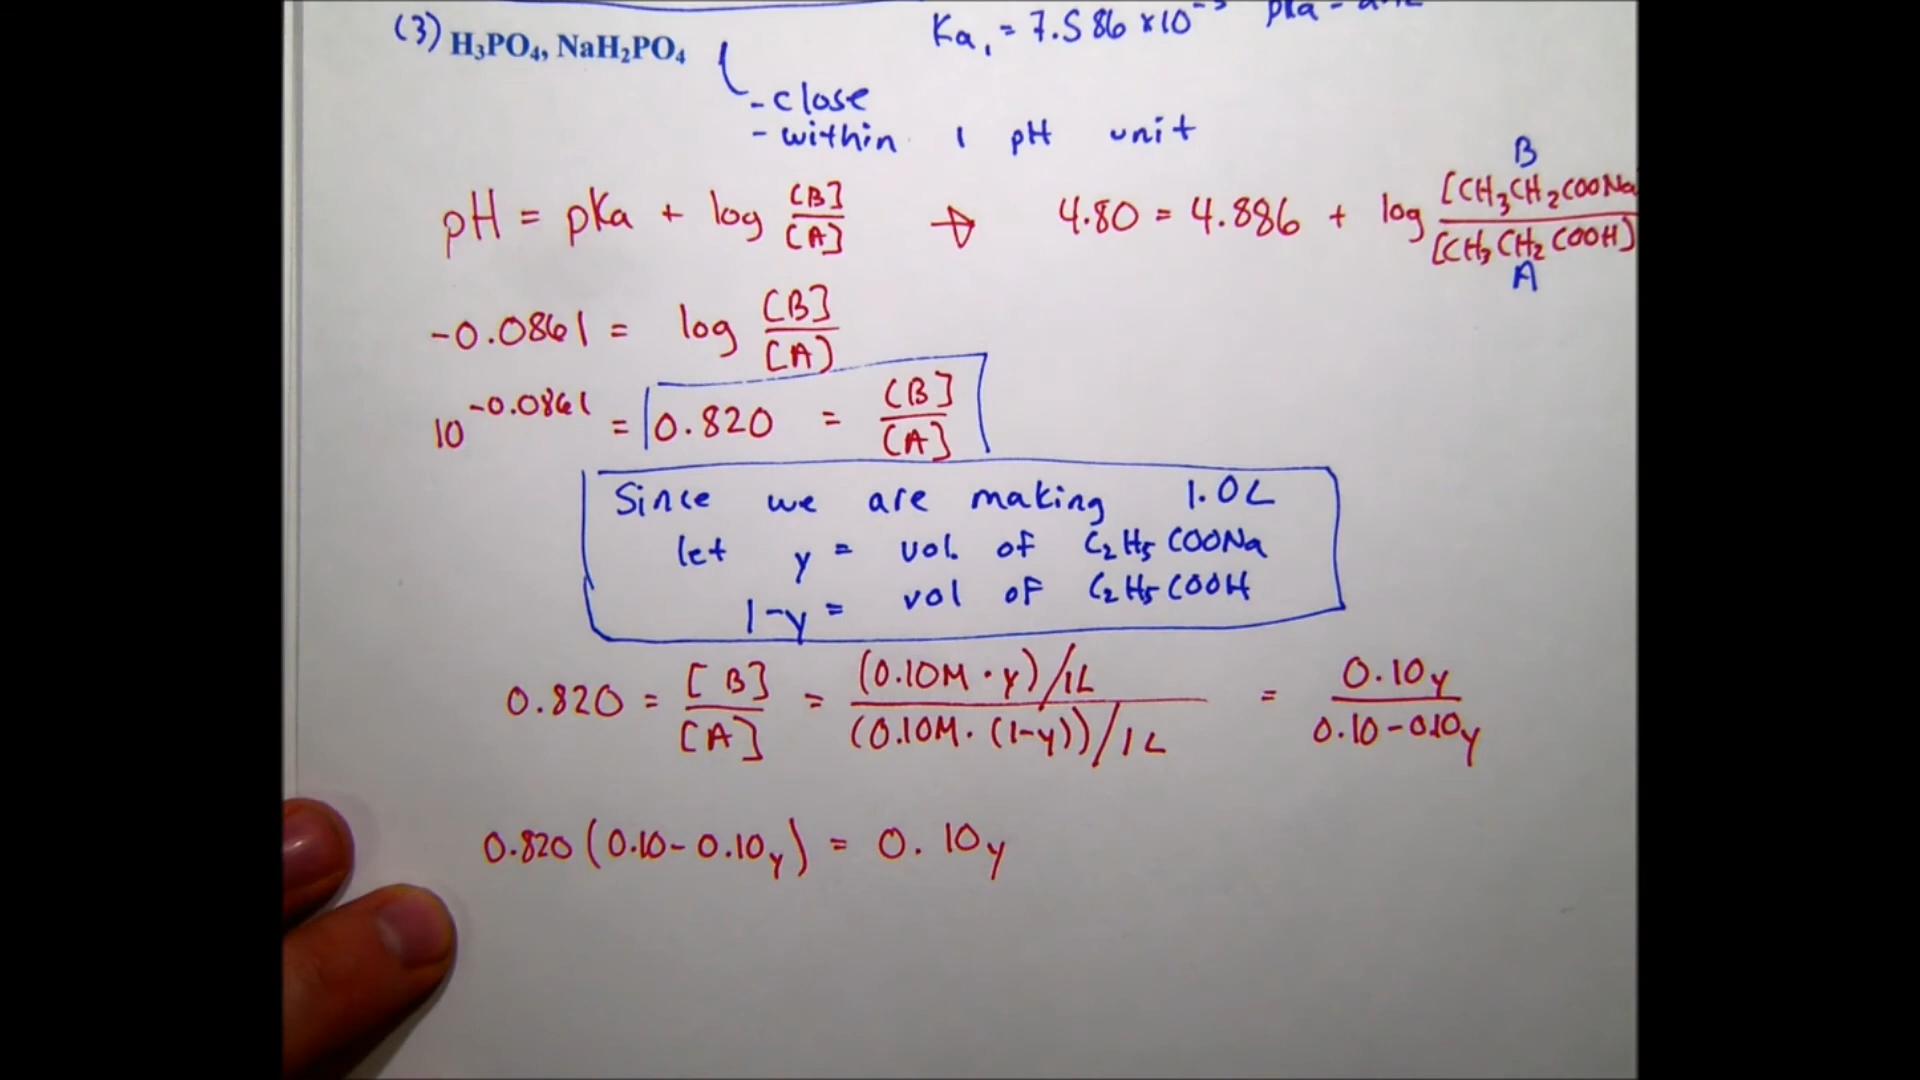 (3) H₃PO₄, NaH₂PO₄
Ka₁ = 7.586 × 10
- close
- within 1 pH unit
pH = pKa + log [B]/[A] → 4.80 = 4.886 + log [CH₃CH₂COONa/[CH₃CH₂COOH]
B
A
-0.0861 = log [B]/[A]
10^-0.0861 = 0.820 = [B]/[A]
Since we are making 1.0L
let y = vol. of C₂H₅COONa
1-y = vol of C₂H₅COOH
0.820 = [B]/[A] = (0.10M · y)/1L / (0.10M · (1-y))/1L = 0.10y / 0.10-0.10y
0.820 (0.10 - 0.10y) = 0.10y